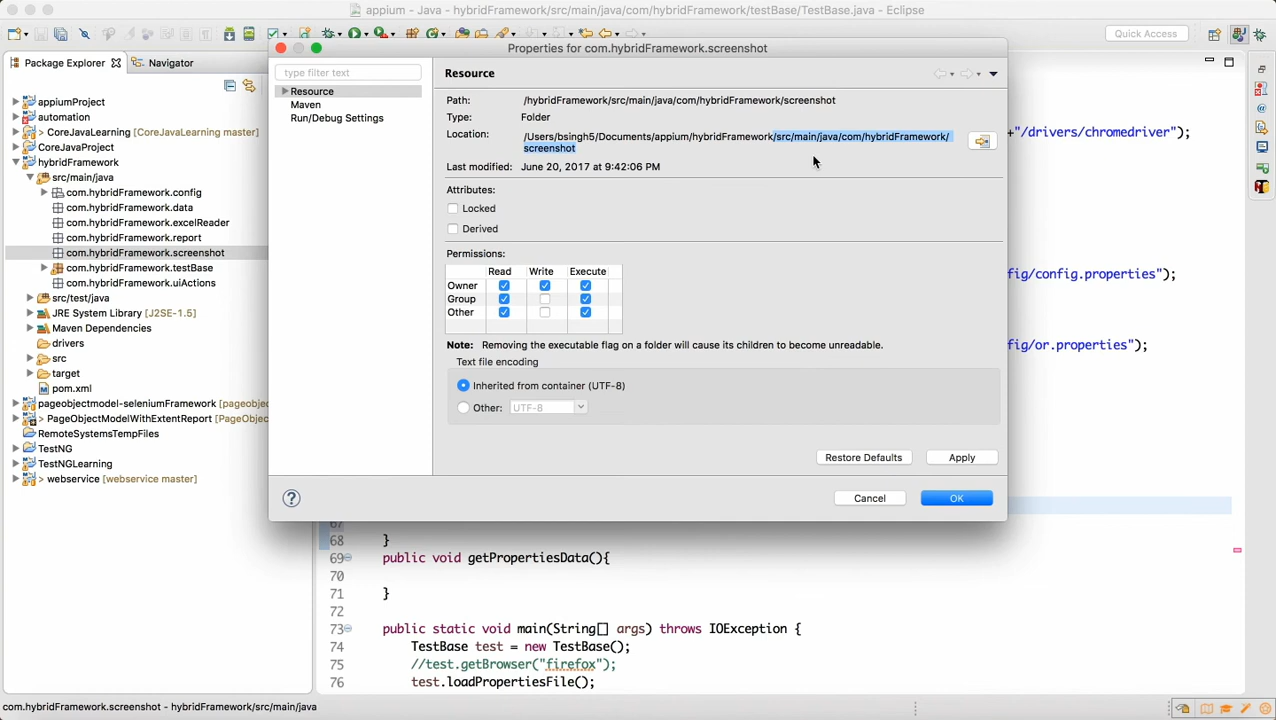 appium - Java - hybridFramework/src/main/java/com/hybridFramework/testBase/TestBase.java - Eclipse
Quick Access
Package Explorer
Navigator
appiumProject
automation
> CoreJavaLearning [CoreJavaLearning master]
CoreJavaProject
hybridFramework
src/main/java
com.hybridFramework.config
com.hybridFramework.data
com.hybridFramework.excelReader
com.hybridFramework.report
com.hybridFramework.screenshot
com.hybridFramework.testBase
com.hybridFramework.uiActions
src/test/java
JRE System Library [J2SE-1.5]
Maven Dependencies
drivers
src
target
pom.xml
pageobjectmodel-seleniumFramework [pageobjec
> PageObjectModelWithExtentReport [PageObjec
RemoteSystemsTempFiles
TestNG
TestNGLearning
> webservice [webservice master]
Properties for com.hybridFramework.screenshot
type filter text
Resource
Maven
Run/Debug Settings
Resource
Path: /hybridFramework/src/main/java/com/hybridFramework/screenshot
Type: Folder
Location: /Users/bsingh5/Documents/appium/hybridFramework/src/main/java/com/hybridFramework/
screenshot
Last modified: June 20, 2017 at 9:42:06 PM
Attributes:
Locked
Derived
Permissions:
Read Write Execute
Owner
Group
Other
Note: Removing the executable flag on a folder will cause its children to become unreadable.
Text file encoding
Inherited from container (UTF-8)
Other: UTF-8
Restore Defaults
Apply
Cancel
OK
+"/drivers/chromedriver");
fig/config.properties");
fig/or.properties");
67
68 }
69 public void getPropertiesData(){
70
71 }
72
73 public static void main(String[] args) throws IOException {
74 TestBase test = new TestBase();
75 //test.getBrowser("firefox");
76 test.loadPropertiesFile();
com.hybridFramework.screenshot - hybridFramework/src/main/java